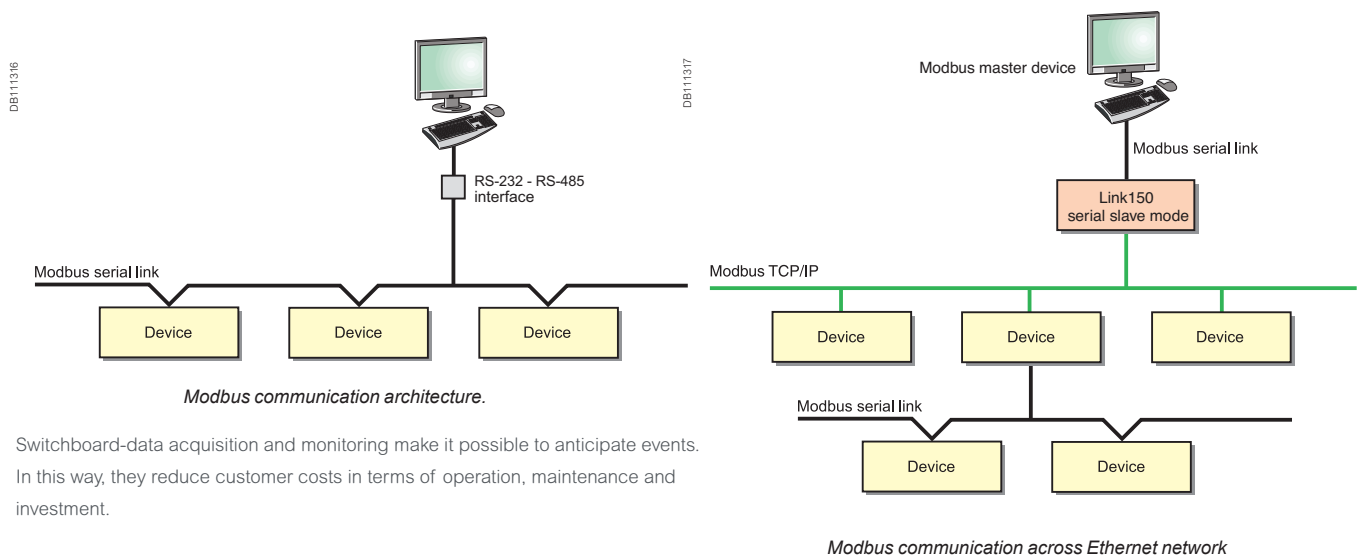 DB111316
RS-232 - RS-485
interface
Modbus serial link
Device
Device
Device
Modbus communication architecture.
Switchboard-data acquisition and monitoring make it possible to anticipate events.
In this way, they reduce customer costs in terms of operation, maintenance and
investment.
DB111317
Modbus master device
Modbus serial link
Link150
serial slave mode
Modbus TCP/IP
Device
Device
Device
Modbus serial link
Device
Device
Modbus communication across Ethernet network